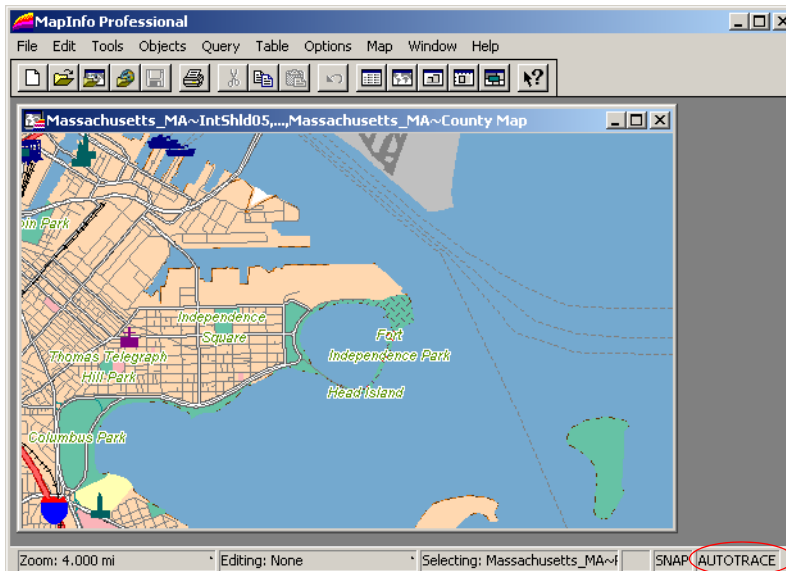 MapInfo Professional
File Edit Tools Objects Query Table Options Map Window Help
Massachusetts_MA~IntShld05,...,Massachusetts_MA~County Map
Park
Independence
Square
Fort
Independence Park
Thomas Telegraph
Hill Park
Head Island
Columbus Park
Zoom: 4.000 mi
Editing: None
Selecting: Massachusetts_MA~
SNAP
AUTOTRACE